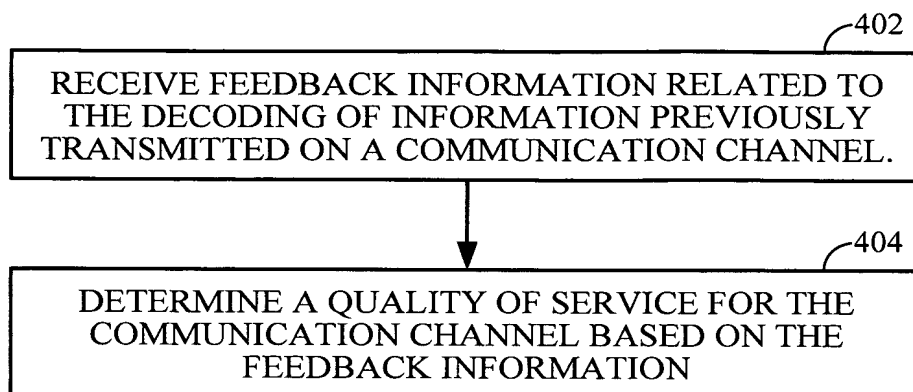 402
RECEIVE FEEDBACK INFORMATION RELATED TO
THE DECODING OF INFORMATION PREVIOUSLY
TRANSMITTED ON A COMMUNICATION CHANNEL.
404
DETERMINE A QUALITY OF SERVICE FOR THE
COMMUNICATION CHANNEL BASED ON THE
FEEDBACK INFORMATION